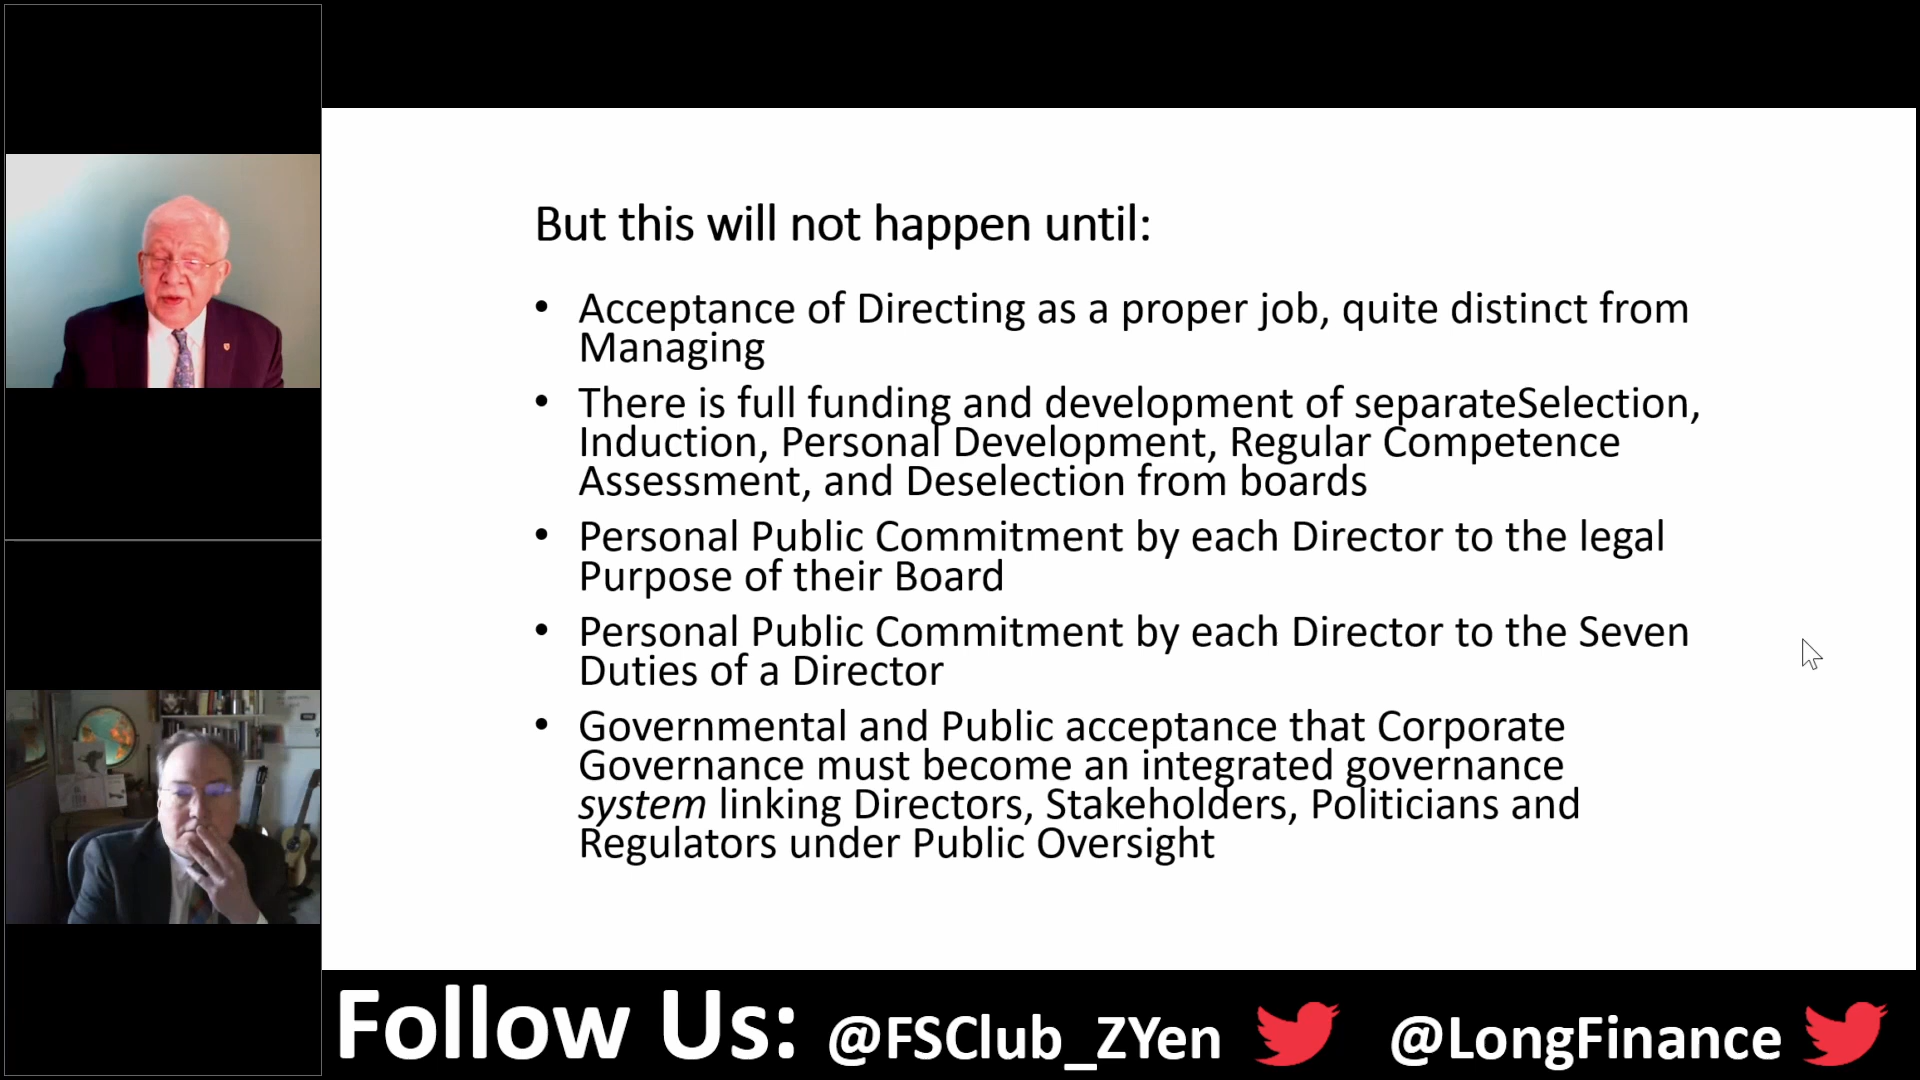 But this will not happen until:
• Acceptance of Directing as a proper job, quite distinct from
Managing
• There is full funding and development of separateSelection,
Induction, Personal Development, Regular Competence
Assessment, and Deselection from boards
• Personal Public Commitment by each Director to the legal
Purpose of their Board
• Personal Public Commitment by each Director to the Seven
Duties of a Director
• Governmental and Public acceptance that Corporate
Governance must become an integrated governance
system linking Directors, Stakeholders, Politicians and
Regulators under Public Oversight
Follow Us: @FSClub_ZYen @LongFinance